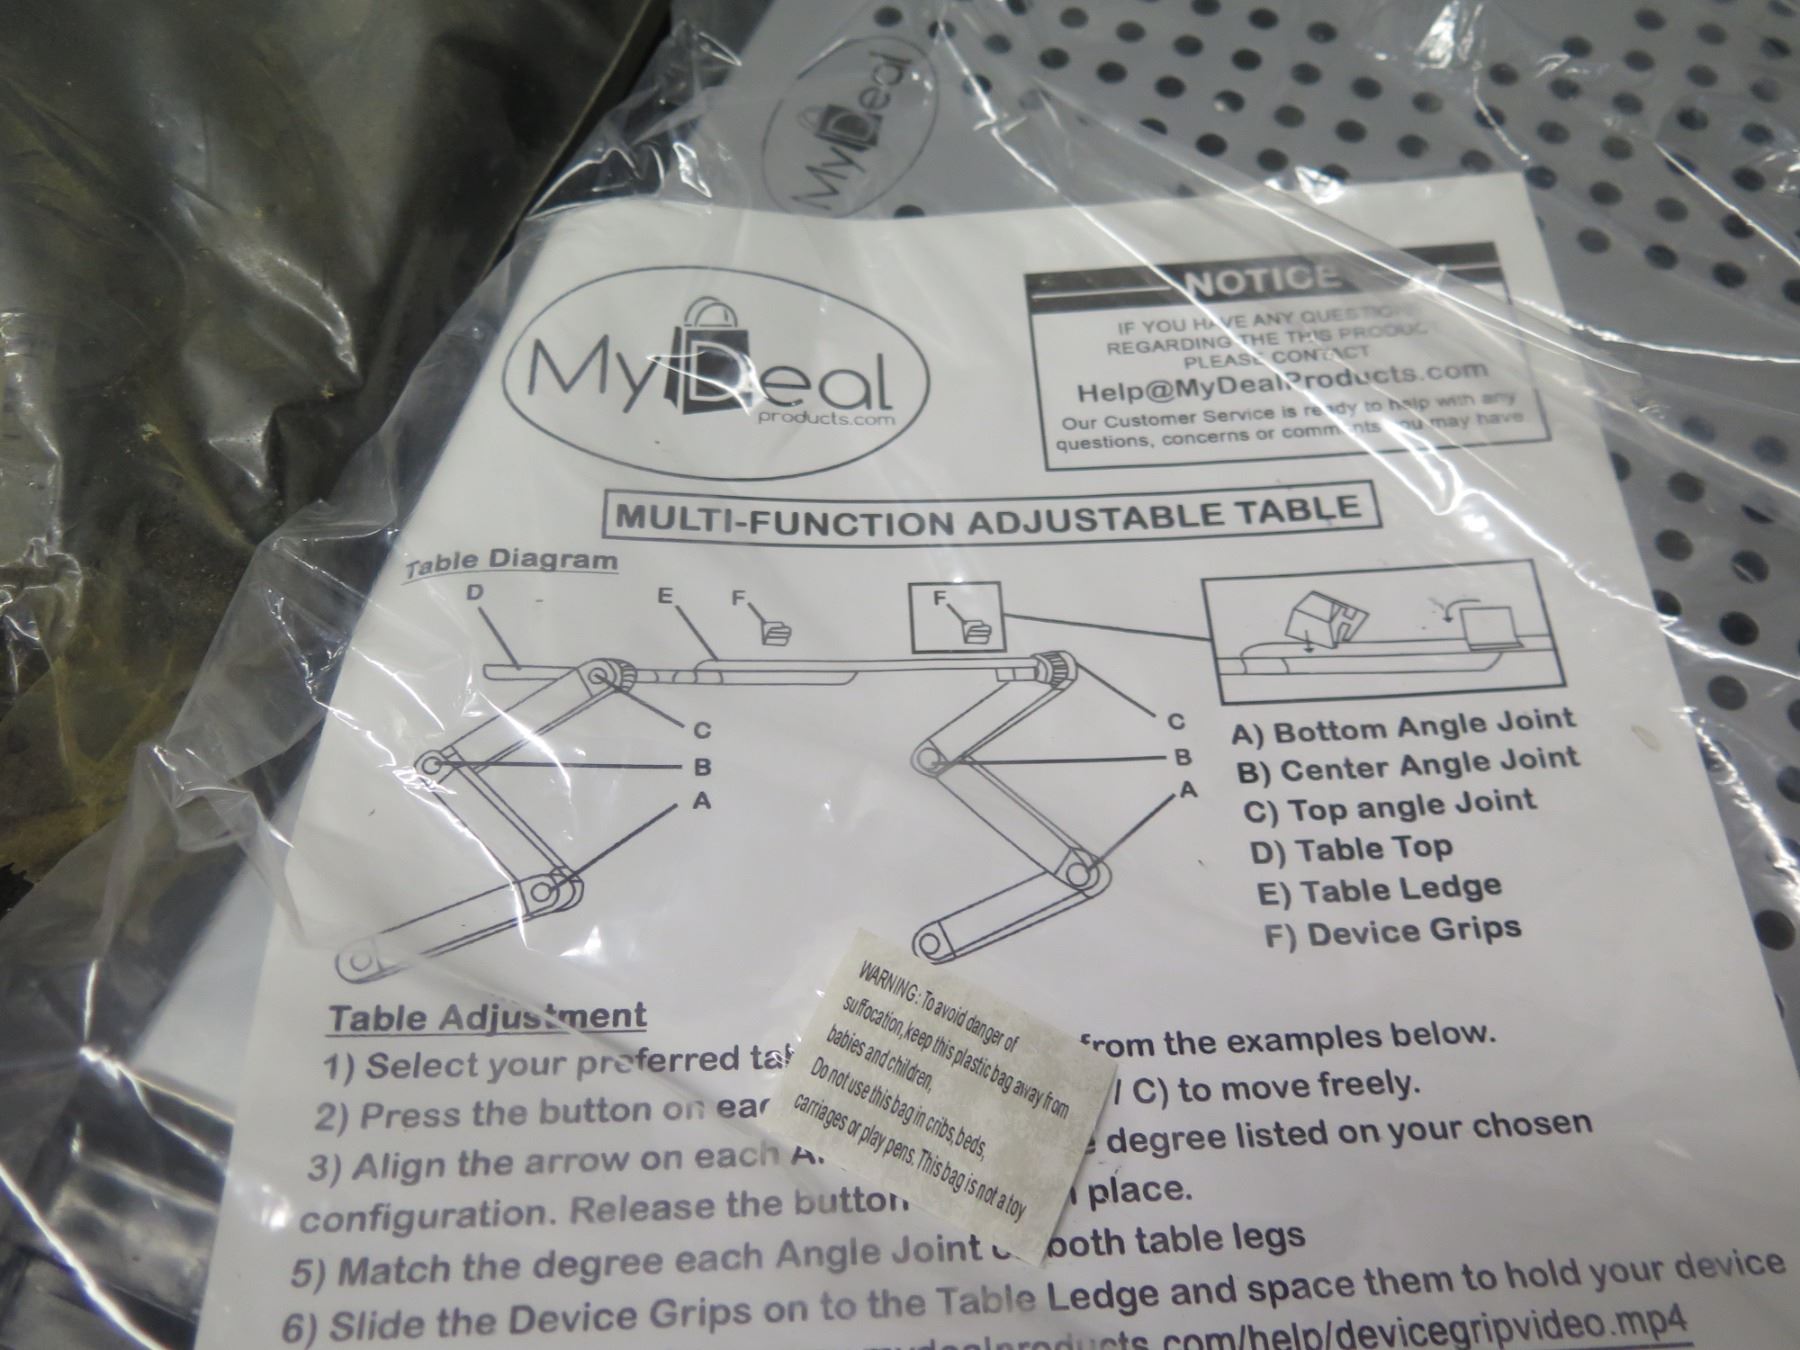 MyDeal
MyDeal
products.com
NOTICE
IF YOU HAVE ANY
REGARDING THE THIS
PLEASE CONTACT
Help@MyDealProducts.com
Our Customer Service is ready to help with any
questions, concerns or comments you may have
MULTI-FUNCTION ADJUSTABLE TABLE
Table Diagram
D
E
F
F
C
B
A
C
B
A
A) Bottom Angle Joint
B) Center Angle Joint
C) Top angle Joint
D) Table Top
E) Table Ledge
F) Device Grips
Table Adjustment
1) Select your preferred from the examples below.
2) Press the button on / C) to move freely.
3) Align the arrow on each degree listed on your chosen
configuration. Release the button place.
5) Match the degree each Angle Joint both table legs
6) Slide the Device Grips on to the Table Ledge and space them to hold your device
.com/help/devicegripvideo.mp4
WARNING: To avoid danger of
suffocation, keep this plastic bag away from
babies and children,
Do not use this bag in cribs, beds,
carriages or play pens. This bag is not a toy